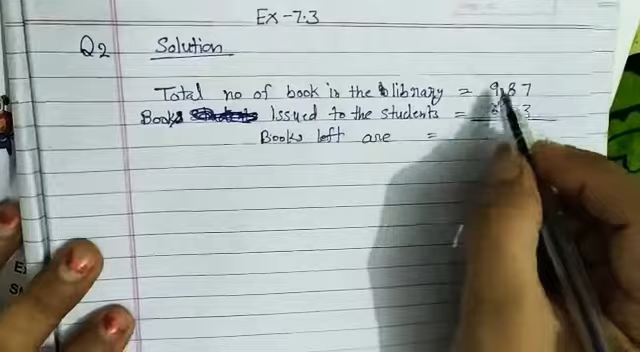 Ex-7.3
Q2 Solution
Total no of book in the library = 987
Books Issued to the students =
Books left are =